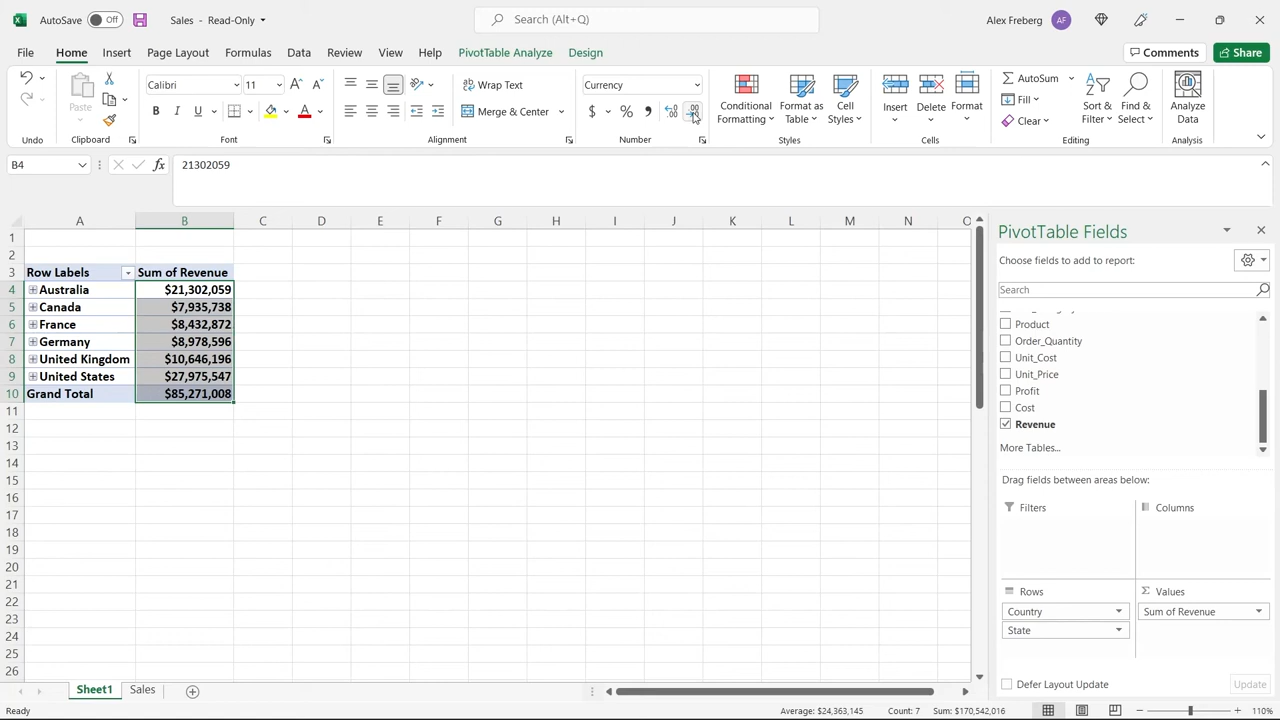 AutoSave Off Sales - Read-Only Search (Alt+Q) Alex Freberg AF
File Home Insert Page Layout Formulas Data Review View Help PivotTable Analyze Design Comments Share
Calibri 11 Wrap Text Currency AutoSum
Paste B I U Merge & Center $ % Conditional Formatting Format as Table Cell Styles Insert Delete Format Fill Sort & Filter Find & Select Analyze Data
Clear
Undo Clipboard Font Alignment Number Styles Cells Editing Analysis
B4 fx 21302059
A B C D E F G H I J K L M N O
1
2
3 Row Labels Sum of Revenue
4 Australia $21,302,059
5 Canada $7,935,738
6 France $8,432,872
7 Germany $8,978,596
8 United Kingdom $10,646,196
9 United States $27,975,547
10 Grand Total $85,271,008
11
12
13
14
15
16
17
18
19
20
21
22
23
24
25
26
PivotTable Fields
Choose fields to add to report:
Search
Product
Order_Quantity
Unit_Cost
Unit_Price
Profit
Cost
Revenue
More Tables...
Drag fields between areas below:
Filters Columns
Rows Values
Country Sum of Revenue
State
Defer Layout Update Update
Sheet1 Sales
Ready Average: $24,363,145 Count: 7 Sum: $170,542,016 110%